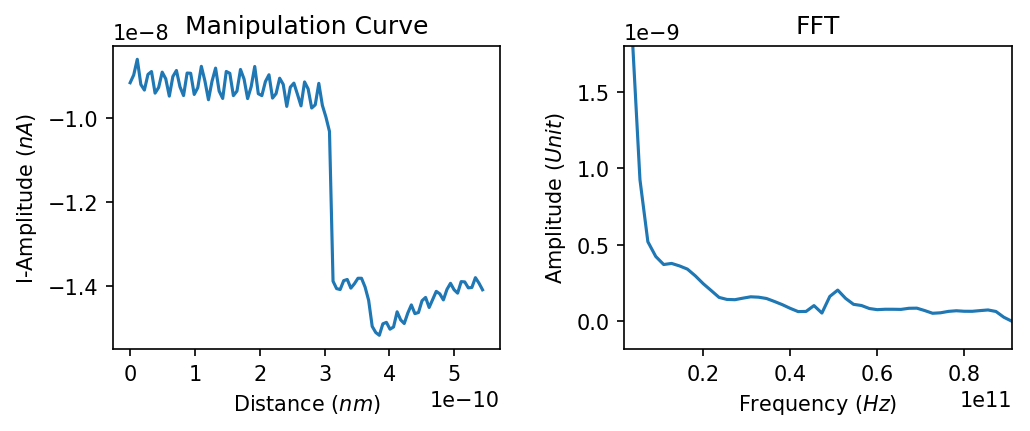 Manipulation Curve
1e−8
I-Amplitude (nA)
−1.0
−1.2
−1.4
0 1 2 3 4 5
1e−10
Distance (nm)
FFT
1e−9
Amplitude (Unit)
1.5
1.0
0.5
0.0
0.2 0.4 0.6 0.8
1e11
Frequency (Hz)